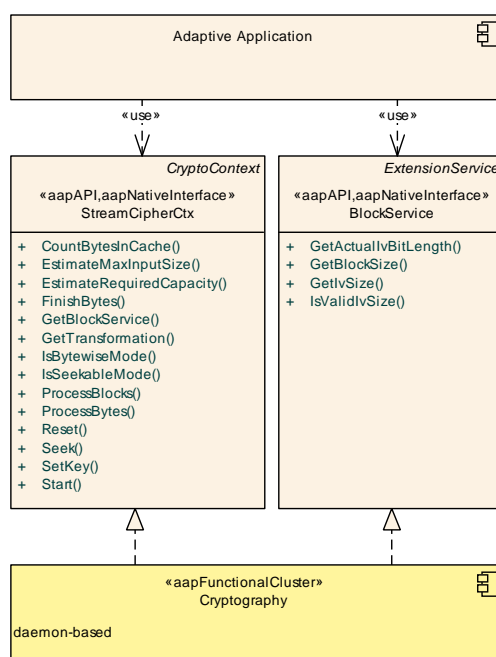 Adaptive Application
«use»
«use»
CryptoContext
«aapAPI,aapNativeInterface»
StreamCipherCtx
+ CountBytesInCache()
+ EstimateMaxInputSize()
+ EstimateRequiredCapacity()
+ FinishBytes()
+ GetBlockService()
+ GetTransformation()
+ IsBytewiseMode()
+ IsSeekableMode()
+ ProcessBlocks()
+ ProcessBytes()
+ Reset()
+ Seek()
+ SetKey()
+ Start()
ExtensionService
«aapAPI,aapNativeInterface»
BlockService
+ GetActualIvBitLength()
+ GetBlockSize()
+ GetIvSize()
+ IsValidIvSize()
«aapFunctionalCluster»
Cryptography
daemon-based